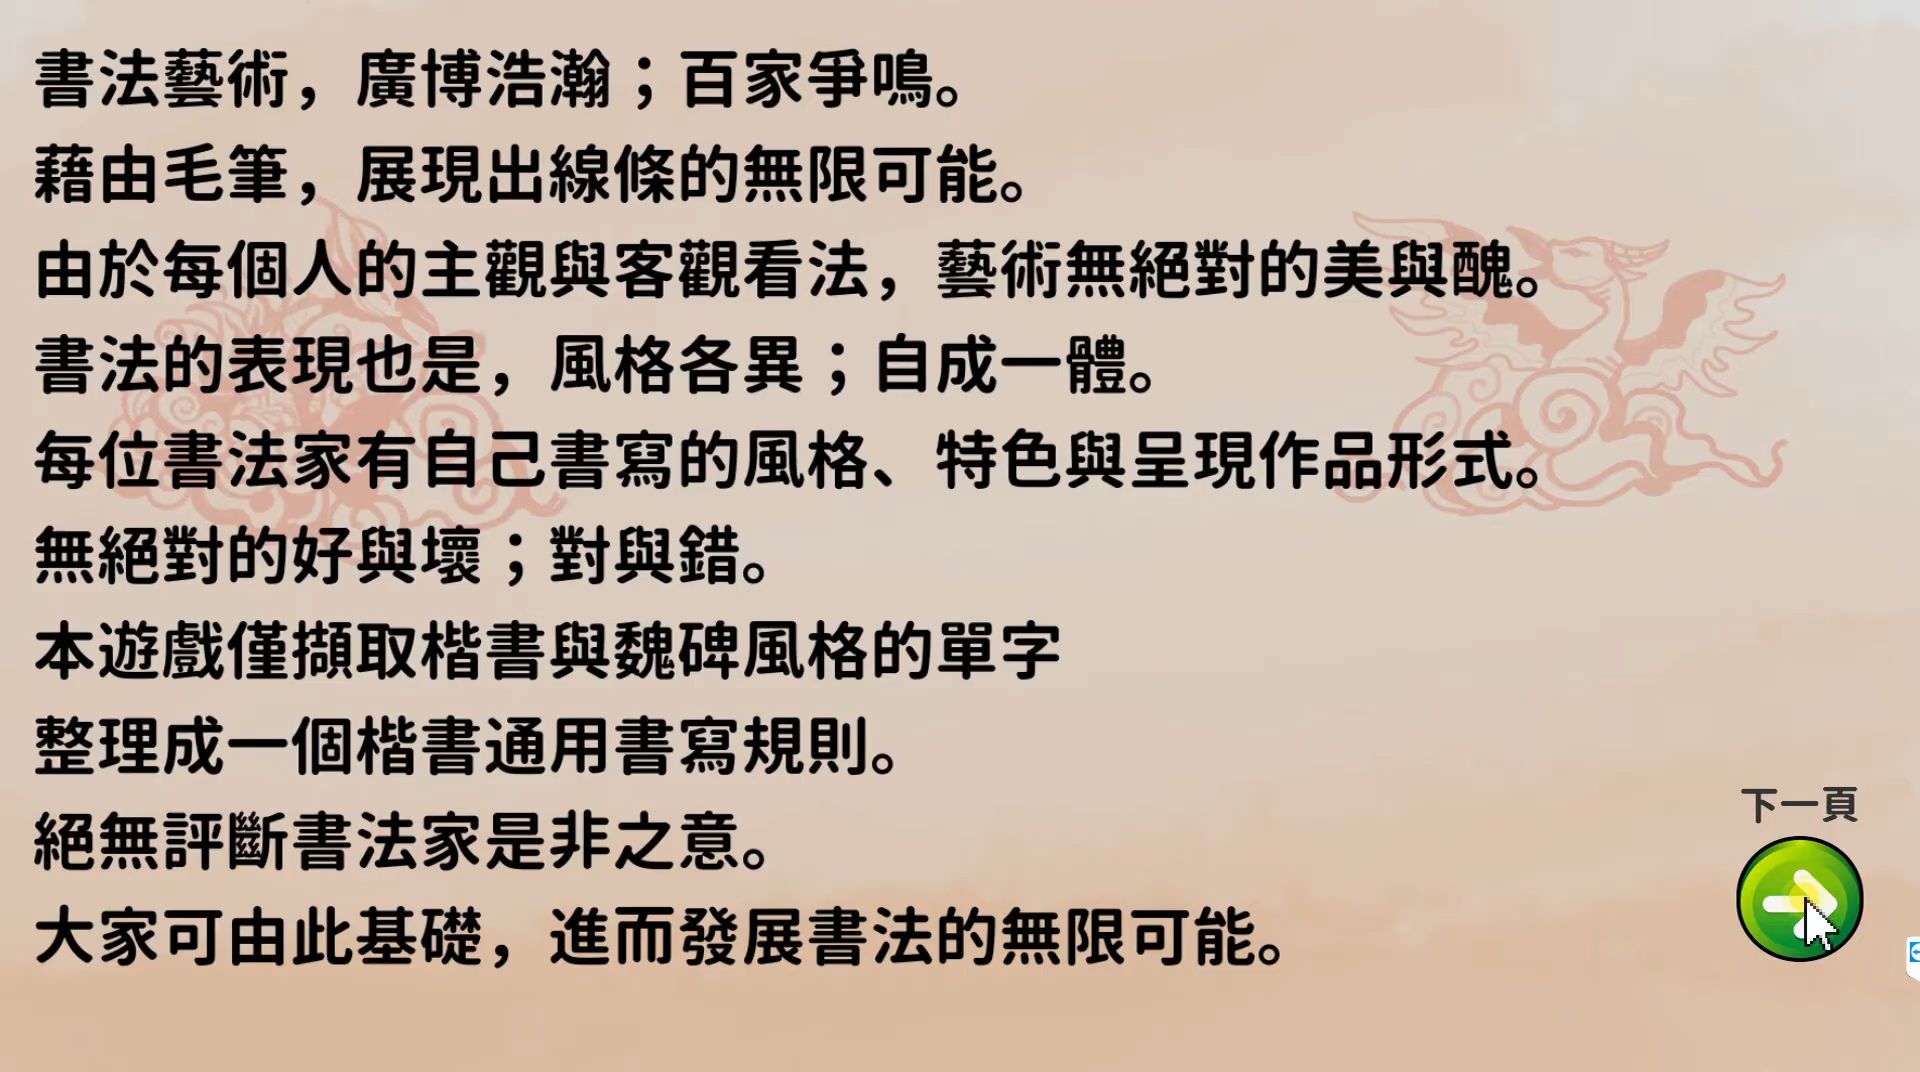 書法藝術，廣博浩瀚；百家爭鳴。
藉由毛筆，展現出線條的無限可能。
由於每個人的主觀與客觀看法，藝術無絕對的美與醜。
書法的表現也是，風格各異；自成一體。
每位書法家有自己書寫的風格、特色與呈現作品形式。
無絕對的好與壞；對與錯。
本遊戲僅擷取楷書與魏碑風格的單字
整理成一個楷書通用書寫規則。
絕無評斷書法家是非之意。
大家可由此基礎，進而發展書法的無限可能。
下一頁